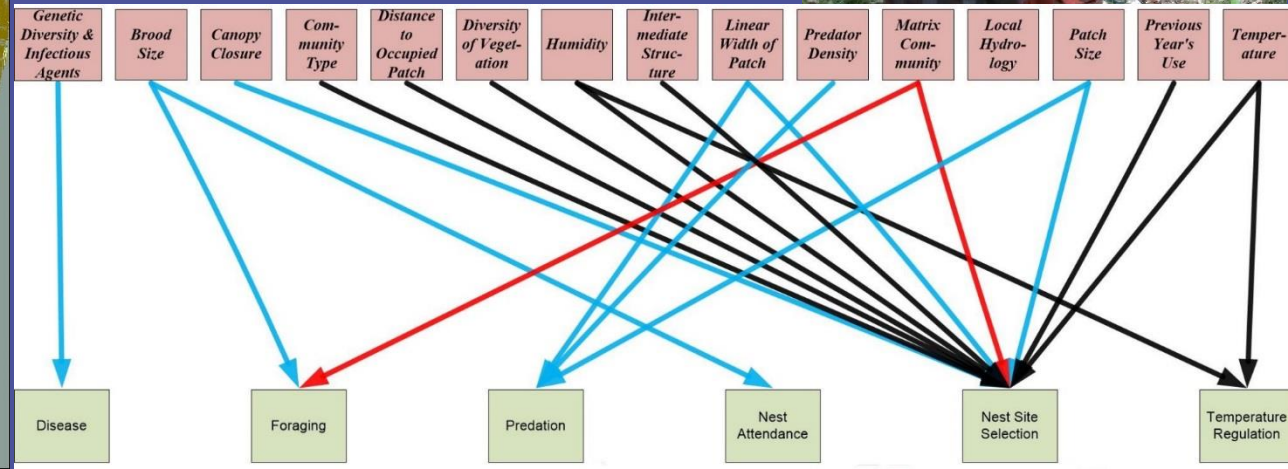 Genetic
Diversity &
Infectious
Agents
Brood
Size
Canopy
Closure
Com-
munity
Type
Distance
to
Occupied
Patch
Diversity
of Veget-
ation
Humidity
Inter-
mediate
Struc-
ture
Linear
Width of
Patch
Predator
Density
Matrix
Com-
munity
Local
Hydro-
logy
Patch
Size
Previous
Year's
Use
Temper-
ature
Disease
Foraging
Predation
Nest
Attendance
Nest Site
Selection
Temperature
Regulation